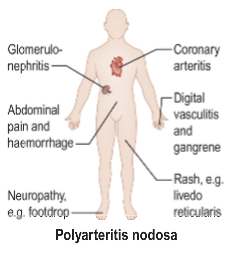 Glomerulo-
nephritis
Abdominal
pain and
haemorrhage
Neuropathy,
e.g. footdrop
Coronary
arteritis
Digital
vasculitis
and
gangrene
Rash, e.g.
livedo
reticularis
Polyarteritis nodosa